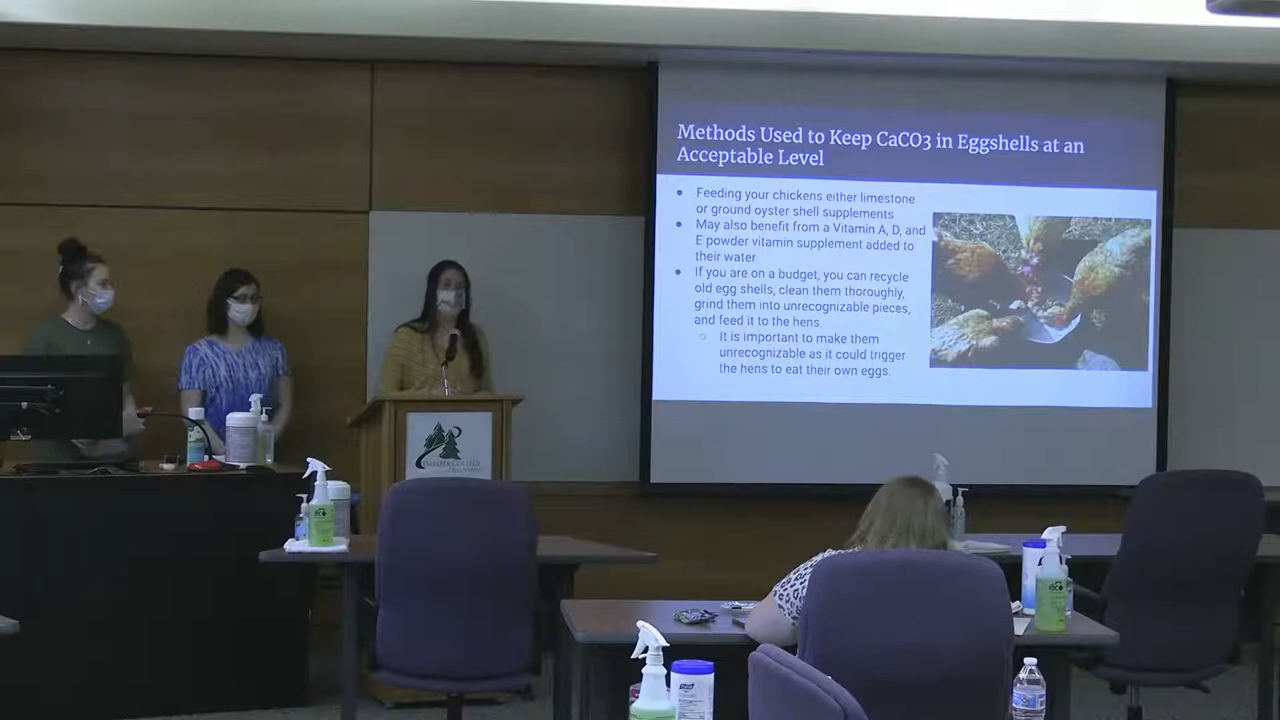 Methods Used to Keep CaCO3 in Eggshells at an
Acceptable Level
Feeding your chickens either limestone
or ground oyster shell supplements
May also benefit from a Vitamin A, D, and
E powder vitamin supplement added to
their water
If you are on a budget, you can recycle
old egg shells, clean them thoroughly,
grind them into unrecognizable pieces,
and feed it to the hens
It is important to make them
unrecognizable as it could trigger
the hens to eat their own eggs.
DAKOTA COLLEGE
eco
eco